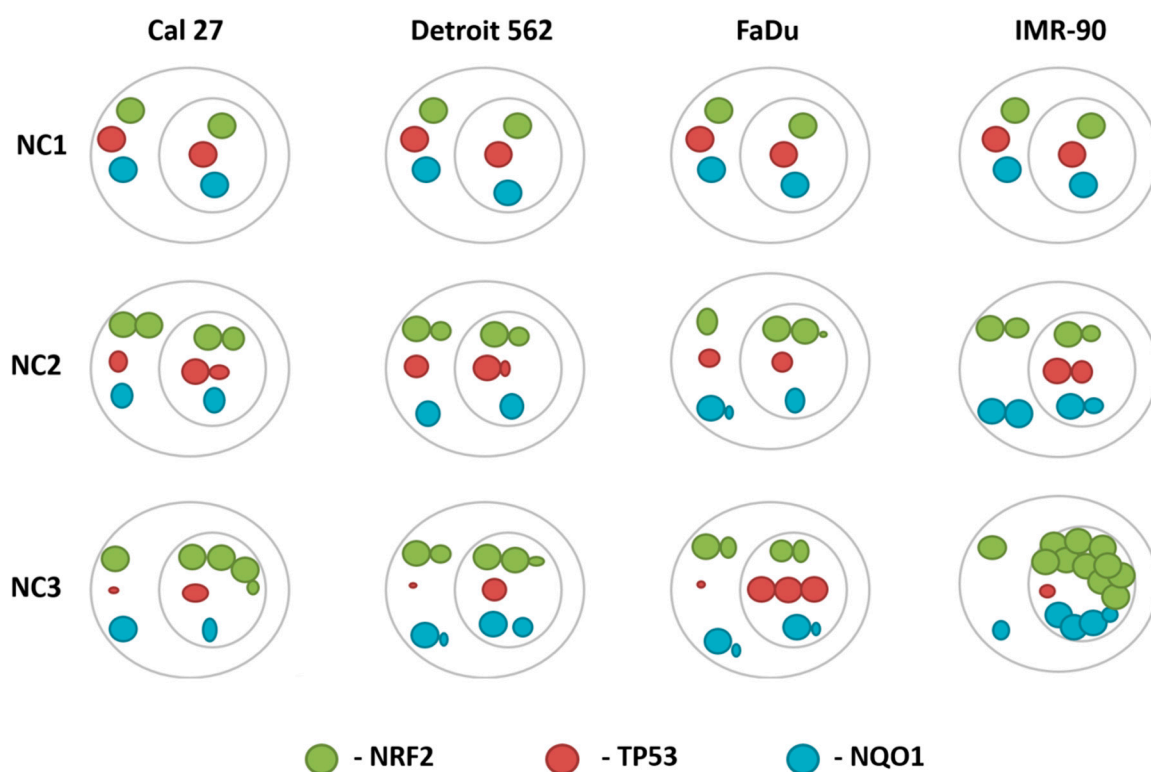 Cal 27 Detroit 562 FaDu IMR-90
NC1
NC2
NC3
- NRF2 - TP53 - NQO1